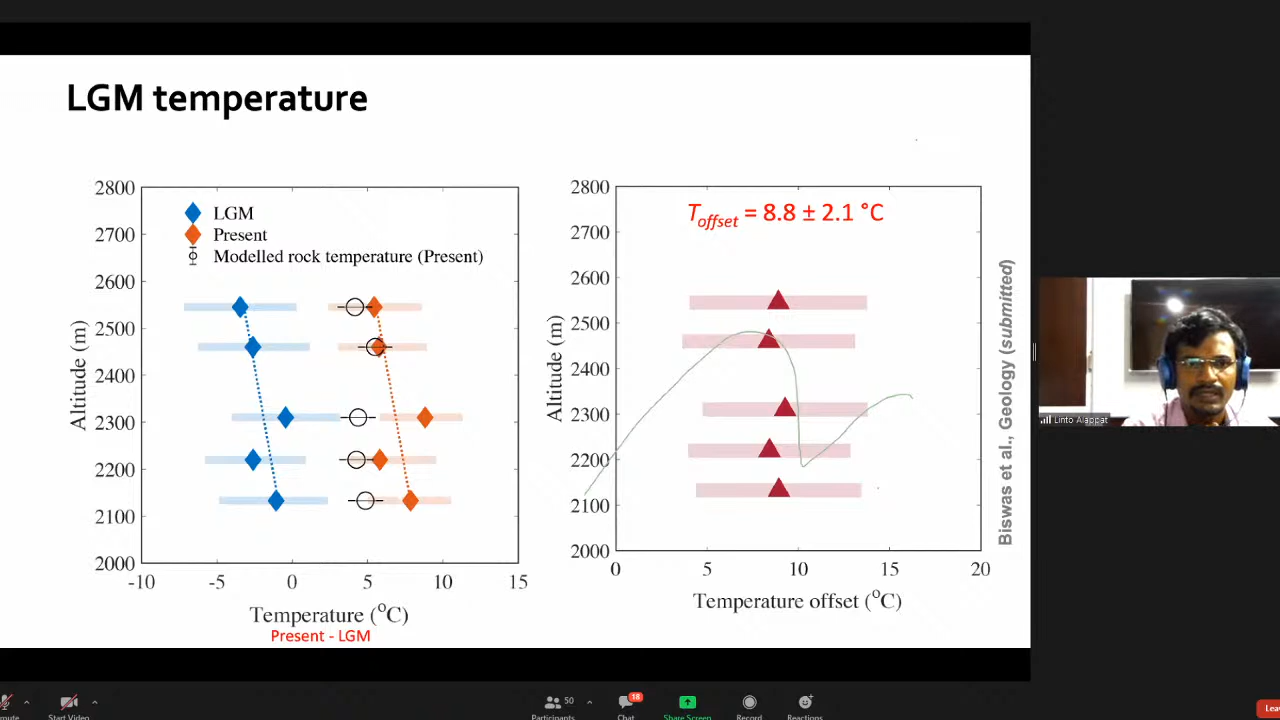 LGM temperature
2800
2700
2600
2500
2400
2300
2200
2100
2000
Altitude (m)
LGM
Present
Modelled rock temperature (Present)
-10 -5 0 5 10 15
Temperature (°C)
Present - LGM
2800
2700
2600
2500
2400
2300
2200
2100
2000
Altitude (m)
Toffset = 8.8 ± 2.1 °C
0 5 10 15 20
Temperature offset (°C)
Biswas et al., Geology (submitted)
Linto Alappat
mute
Start Video
50
Participants
18
Chat
Share Screen
Record
Reactions
Lea